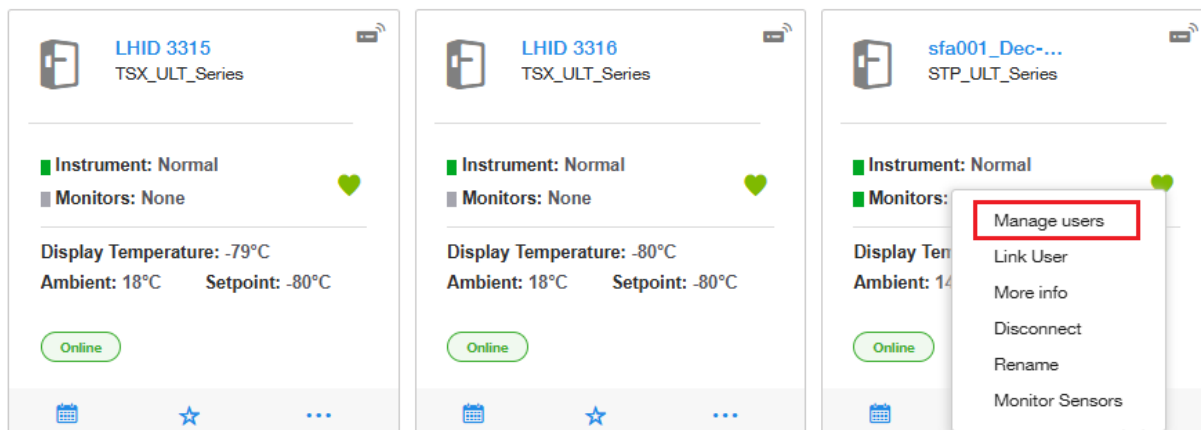 LHID 3315
TSX_ULT_Series
Instrument: Normal
Monitors: None
Display Temperature: -79°C
Ambient: 18°C Setpoint: -80°C
Online
LHID 3316
TSX_ULT_Series
Instrument: Normal
Monitors: None
Display Temperature: -80°C
Ambient: 18°C Setpoint: -80°C
Online
sfa001_Dec-...
STP_ULT_Series
Instrument: Normal
Monitors:
Display
Ambient:
Online
Manage users
Link User
More info
Disconnect
Rename
Monitor Sensors